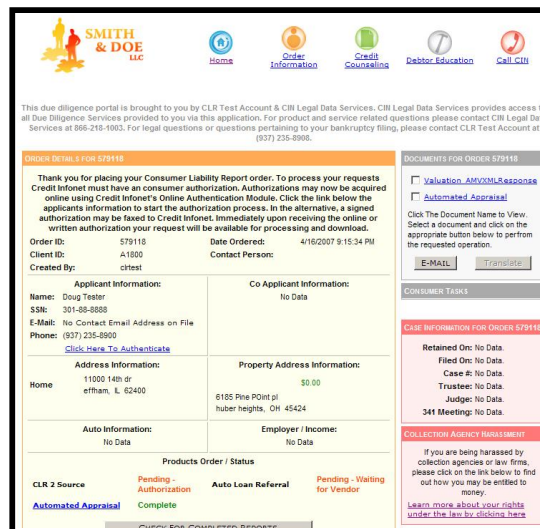 SMITH
& DOE
LLC
Home
Order
Information
Credit
Counseling
Debtor Education
Call CIN
This due diligence portal is brought to you by CLR Test Account & CIN Legal Data Services. CIN Legal Data Services provides access
all Due Diligence Services provided to you via this application. For product and service related questions please contact CIN Legal Da
Services at 866-218-1003. For legal questions or questions pertaining to your bankruptcy filing, please contact CLR Test Account at
(937) 235-8908.
ORDER DETAILS FOR 579118
Thank you for placing your Consumer Liability Report order. To process your requests
Credit Infonet must have an consumer authorization. Authorizations may now be acquired
online using Credit Infonet's Online Authentication Module. Click the link below the
applicants information to start the authorization process. In the alternative, a signed
authorization may be faxed to Credit Infonet. Immediately upon receiving the online or
written authorization your request will be available for processing and download.
Order ID: 579118 Date Ordered: 4/16/2007 9:15:34 PM
Client ID: A1800 Contact Person:
Created By: clrtest
Applicant Information:
Name: Doug Tester
SSN: 301-88-8888
E-Mail: No Contact Email Address on File
Phone: (937) 235-8900
Click Here To Authenticate
Co Applicant Information:
No Data
Address Information:
Home 11000 14th dr
effham, IL 62400
Property Address Information:
$0.00
6185 Pine POint pl
huber heights, OH 45424
Auto Information:
No Data
Employer / Income:
No Data
Products Order / Status
CLR 2 Source Pending - Authorization Auto Loan Referral Pending - Waiting for Vendor
Automated Appraisal Complete
CHECK FOR COMPLETED REPORTS
DOCUMENTS FOR ORDER 579118
Valuation_AMVXMLResponse
Automated Appraisal
Click The Document Name to View.
Select a document and click on the
appropriate button below to perfrom
the requested operation.
E-MAIL Translate
CONSUMER TASKS
CASE INFORMATION FOR ORDER 579118
Retained On: No Data.
Filed On: No Data.
Case #: No Data.
Trustee: No Data.
Judge: No Data.
341 Meeting: No Data.
COLLECTION AGENCY HARASSMENT
If you are being harassed by
collection agencies or law firms,
please click on the link below to find
out how you may be entitled to
money.
Learn more about your rights
under the law by clicking here